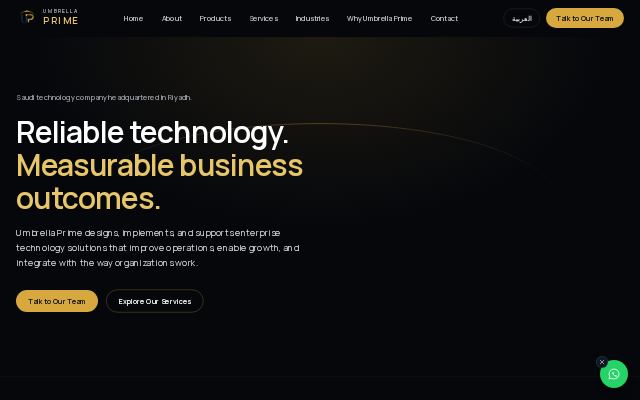 UMBRELLA
PRIME
Home About Products Services Industries Why Umbrella Prime Contact العربية Talk to Our Team
Saudi technology company headquartered in Riyadh.
Reliable technology.
Measurable business
outcomes.
Umbrella Prime designs, implements, and supports enterprise
technology solutions that improve operations, enable growth, and
integrate with the way organizations work.
Talk to Our Team Explore Our Services